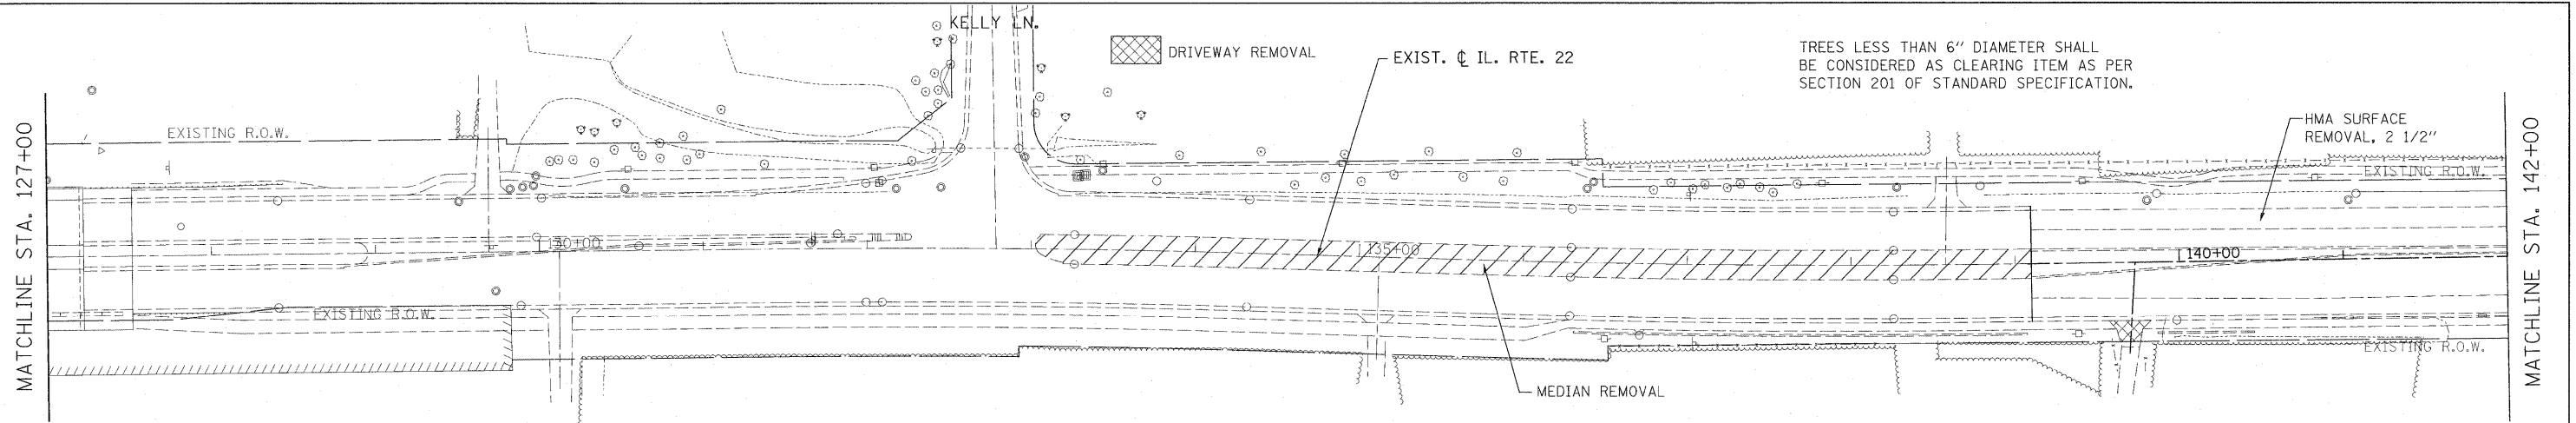 KELLY LN.
DRIVEWAY REMOVAL
EXIST. ℄ IL. RTE. 22
TREES LESS THAN 6" DIAMETER SHALL
BE CONSIDERED AS CLEARING ITEM AS PER
SECTION 201 OF STANDARD SPECIFICATION.
HMA SURFACE
REMOVAL, 2 1/2"
MATCHLINE STA. 127+00
EXISTING R.O.W.
EXISTING R.O.W.
MATCHLINE STA. 142+00
130+00
135+00
140+00
EXISTING R.O.W.
EXISTING R.O.W.
MEDIAN REMOVAL